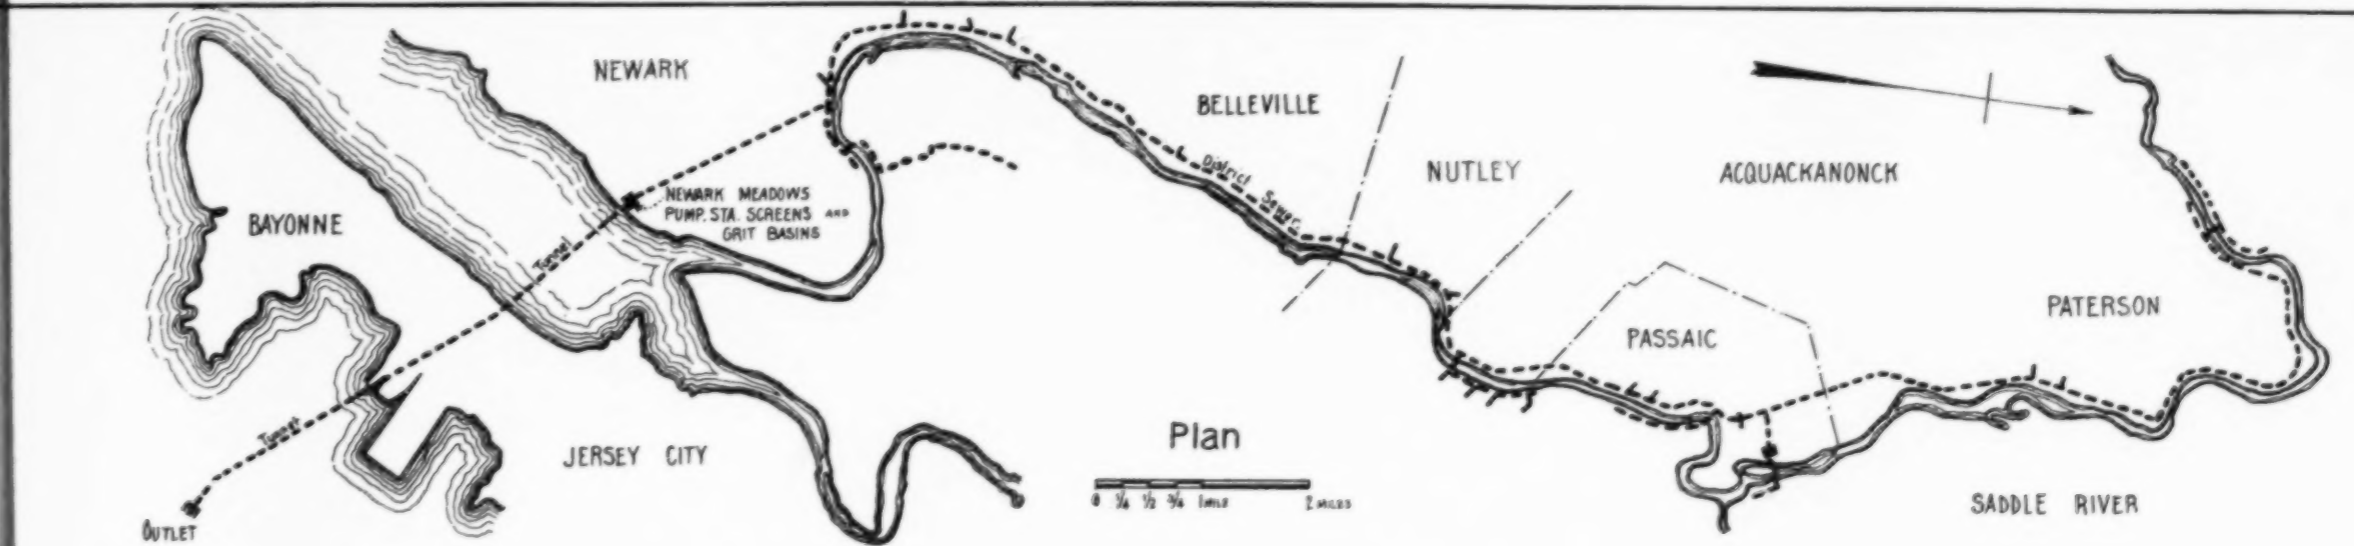 NEWARK
BELLEVILLE
NUTLEY
ACQUACKANONCK
District Sewer
NEWARK MEADOWS
PUMP. STA. SCREENS AND
GRIT BASINS
BAYONNE
Tunnel
PATERSON
PASSAIC
Tunnel
JERSEY CITY
Plan
0 1/4 1/2 3/4 1 MILE 2 MILES
SADDLE RIVER
OUTLET